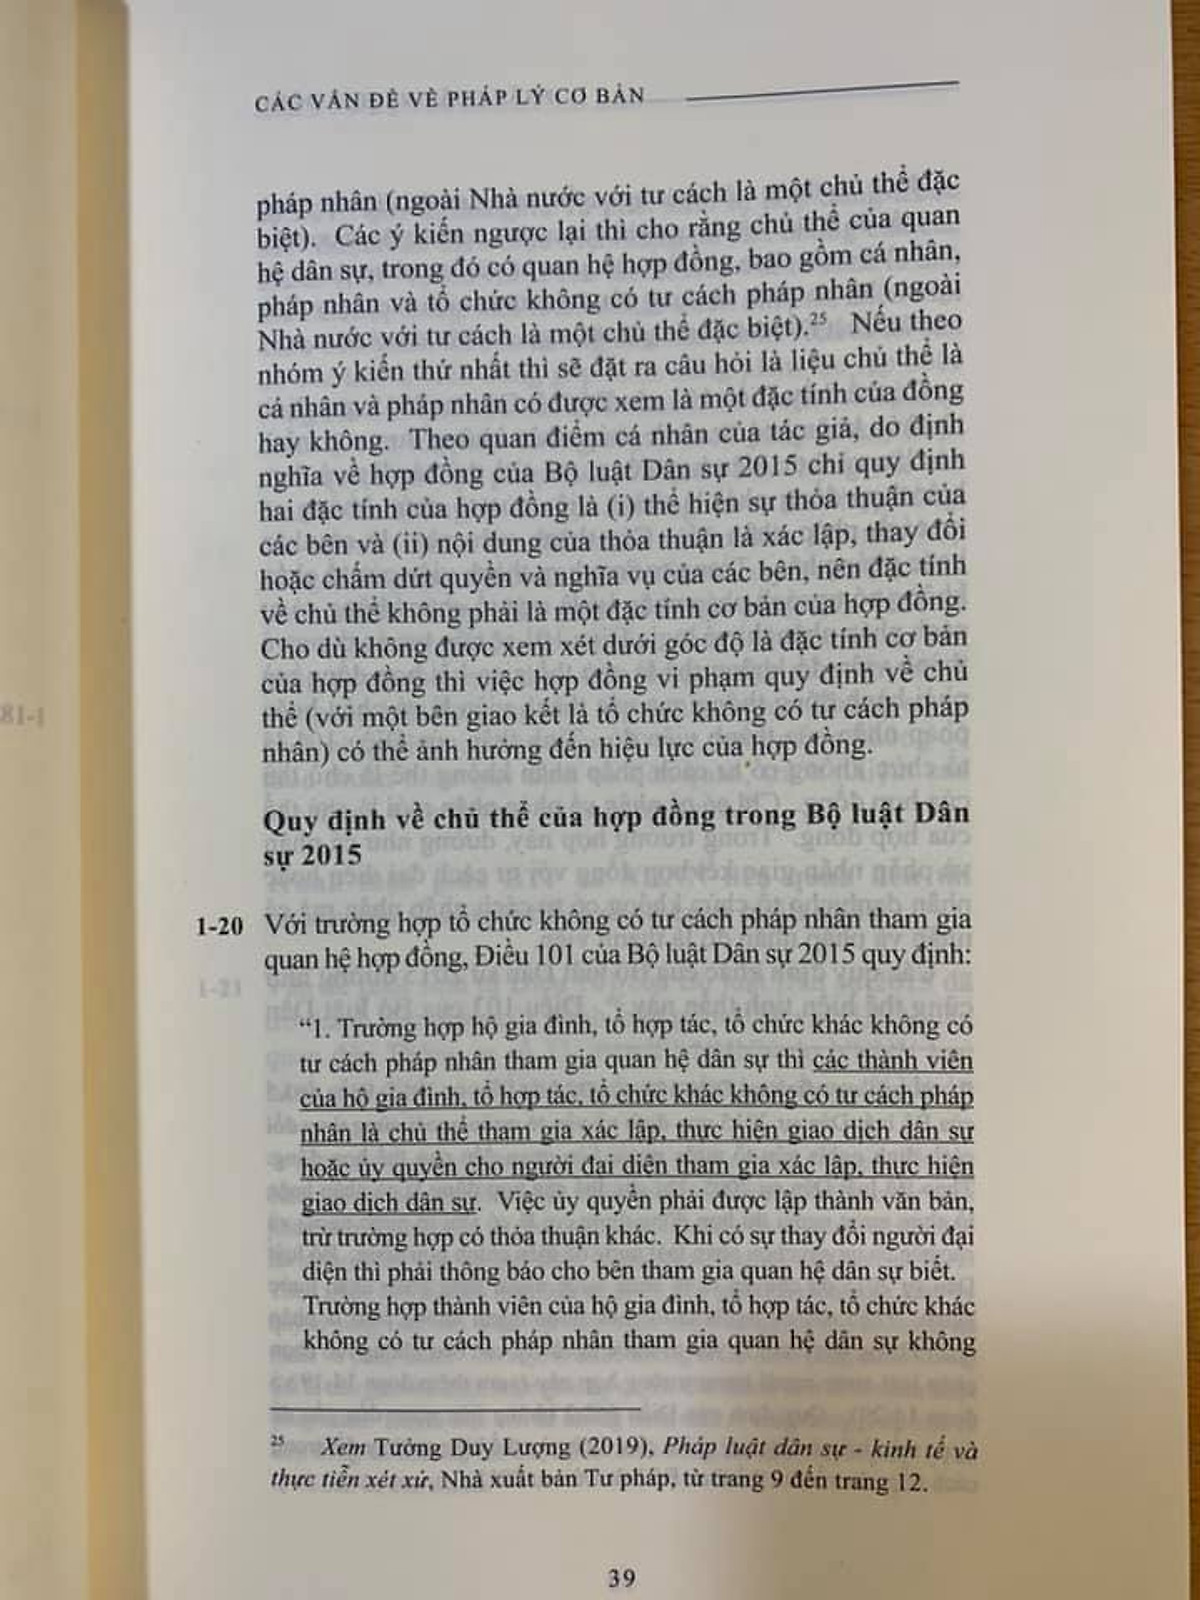 CÁC VẤN ĐỀ VỀ PHÁP LÝ CƠ BẢN
pháp nhân (ngoài Nhà nước với tư cách là một chủ thể đặc
biệt). Các ý kiến ngược lại thì cho rằng chủ thể của quan
hệ dân sự, trong đó có quan hệ hợp đồng, bao gồm cá nhân,
pháp nhân và tổ chức không có tư cách pháp nhân (ngoài
Nhà nước với tư cách là một chủ thể đặc biệt).25 Nếu theo
nhóm ý kiến thứ nhất thì sẽ đặt ra câu hỏi là liệu chủ thể là
cá nhân và pháp nhân có được xem là một đặc tính của đồng
hay không. Theo quan điểm cá nhân của tác giả, do định
nghĩa về hợp đồng của Bộ luật Dân sự 2015 chỉ quy định
hai đặc tính của hợp đồng là (i) thể hiện sự thỏa thuận của
các bên và (ii) nội dung của thỏa thuận là xác lập, thay đổi
hoặc chấm dứt quyền và nghĩa vụ của các bên, nên đặc tính
về chủ thể không phải là một đặc tính cơ bản của hợp đồng.
Cho dù không được xem xét dưới góc độ là đặc tính cơ bản
của hợp đồng thì việc hợp đồng vi phạm quy định về chủ
thể (với một bên giao kết là tổ chức không có tư cách pháp
nhân) có thể ảnh hưởng đến hiệu lực của hợp đồng.
Quy định về chủ thể của hợp đồng trong Bộ luật Dân
sự 2015
1-20 Với trường hợp tổ chức không có tư cách pháp nhân tham gia
quan hệ hợp đồng, Điều 101 của Bộ luật Dân sự 2015 quy định:
“1. Trường hợp hộ gia đình, tổ hợp tác, tổ chức khác không có
tư cách pháp nhân tham gia quan hệ dân sự thì các thành viên
của hộ gia đình, tổ hợp tác, tổ chức khác không có tư cách pháp
nhân là chủ thể tham gia xác lập, thực hiện giao dịch dân sự
hoặc ủy quyền cho người đại diện tham gia xác lập, thực hiện
giao dịch dân sự. Việc ủy quyền phải được lập thành văn bản,
trừ trường hợp có thỏa thuận khác. Khi có sự thay đổi người đại
diện thì phải thông báo cho bên tham gia quan hệ dân sự biết.
Trường hợp thành viên của hộ gia đình, tổ hợp tác, tổ chức khác
không có tư cách pháp nhân tham gia quan hệ dân sự không
25 Xem Tưởng Duy Lượng (2019), Pháp luật dân sự - kinh tế và
thực tiễn xét xử, Nhà xuất bản Tư pháp, từ trang 9 đến trang 12.
39